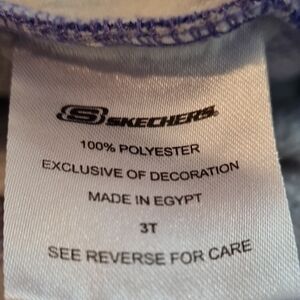 SKECHERS
100% POLYESTER
EXCLUSIVE OF DECORATION
MADE IN EGYPT
3T
SEE REVERSE FOR CARE